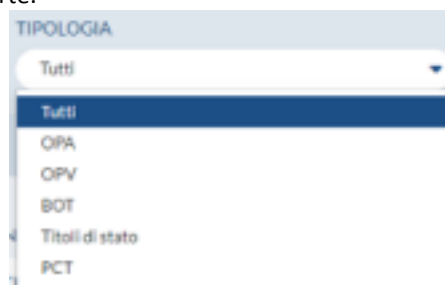 TIPOLOGIA
Tutti
Tutti
OPA
OPV
BOT
Titoli di stato
PCT